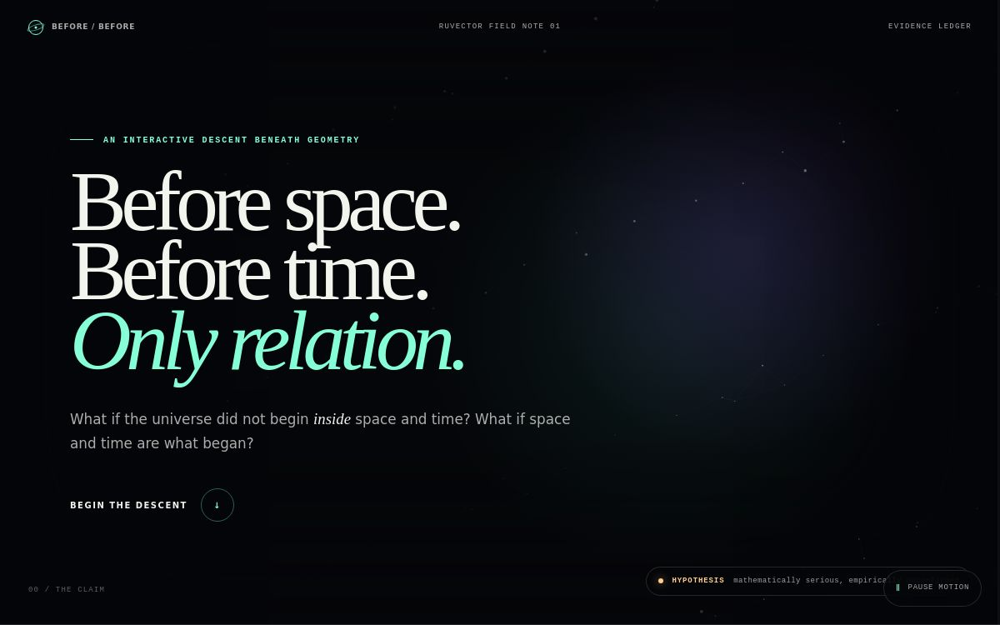 BEFORE / BEFORE
RUVECTOR FIELD NOTE 01
EVIDENCE LEDGER
AN INTERACTIVE DESCENT BENEATH GEOMETRY
Before space.
Before time.
Only relation.
What if the universe did not begin inside space and time? What if space
and time are what began?
BEGIN THE DESCENT ↓
HYPOTHESIS mathematically serious,
PAUSE MOTION
00 / THE CLAIM